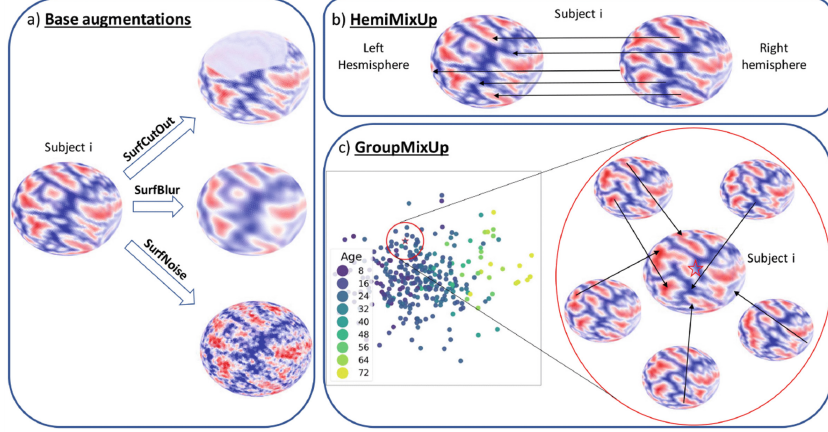 a) Base augmentations
Subject i
SurfCutOut
SurfBlur
SurfNoise
b) HemiMixUp
Subject i
Left
Hesmisphere
Right
hemisphere
c) GroupMixUp
Age
8
16
24
32
40
48
56
64
72
Subject i